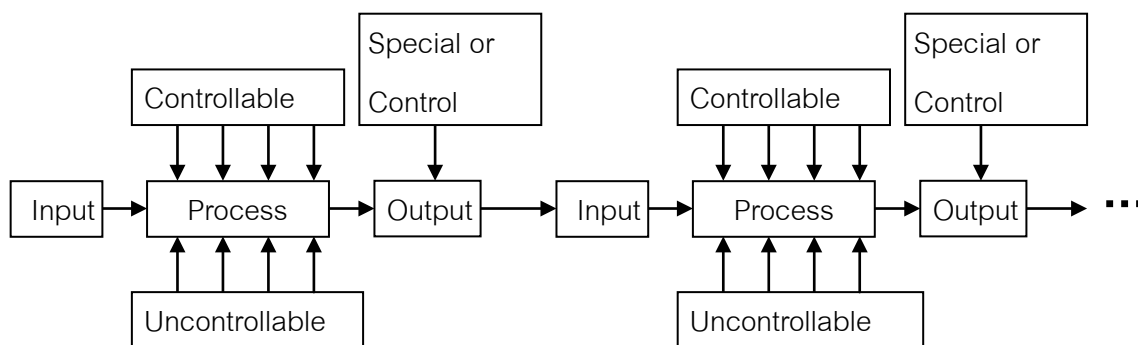 Special or
Control
Controllable
Input
Process
Output
Uncontrollable
Special or
Control
Controllable
Input
Process
Output
Uncontrollable
...